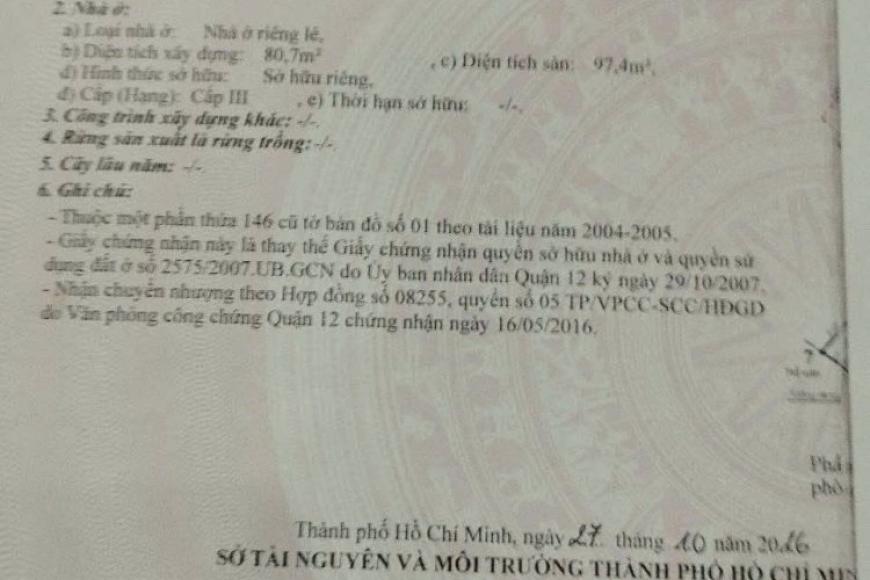 2. Nhà ở:
a) Loại nhà ở: Nhà ở riêng lẻ,
b) Diện tích xây dựng: 80,7m² , c) Diện tích sàn: 97,4m²,
d) Hình thức sở hữu: Sở hữu riêng,
đ) Cấp (Hạng): Cấp III , e) Thời hạn sở hữu: -/-.
3. Công trình xây dựng khác: -/-.
4. Rừng sản xuất là rừng trồng: -/-.
5. Cây lâu năm: -/-.
6. Ghi chú:
- Thuộc một phần thửa 146 cũ tờ bản đồ số 01 theo tài liệu năm 2004-2005.
- Giấy chứng nhận này là thay thế Giấy chứng nhận quyền sở hữu nhà ở và quyền sử
dụng đất ở số 2575/2007.UB.GCN do Ủy ban nhân dân Quận 12 ký ngày 29/10/2007.
- Nhận chuyển nhượng theo Hợp đồng số 08255, quyển số 05 TP/VPCC-SCC/HĐGD
do Văn phòng công chứng Quận 12 chứng nhận ngày 16/05/2016.
7
Phả
phò
Thành phố Hồ Chí Minh, ngày 27 tháng 10 năm 2016
SỞ TÀI NGUYÊN VÀ MÔI TRƯỜNG THÀNH PHỐ HỒ CHÍ MIN